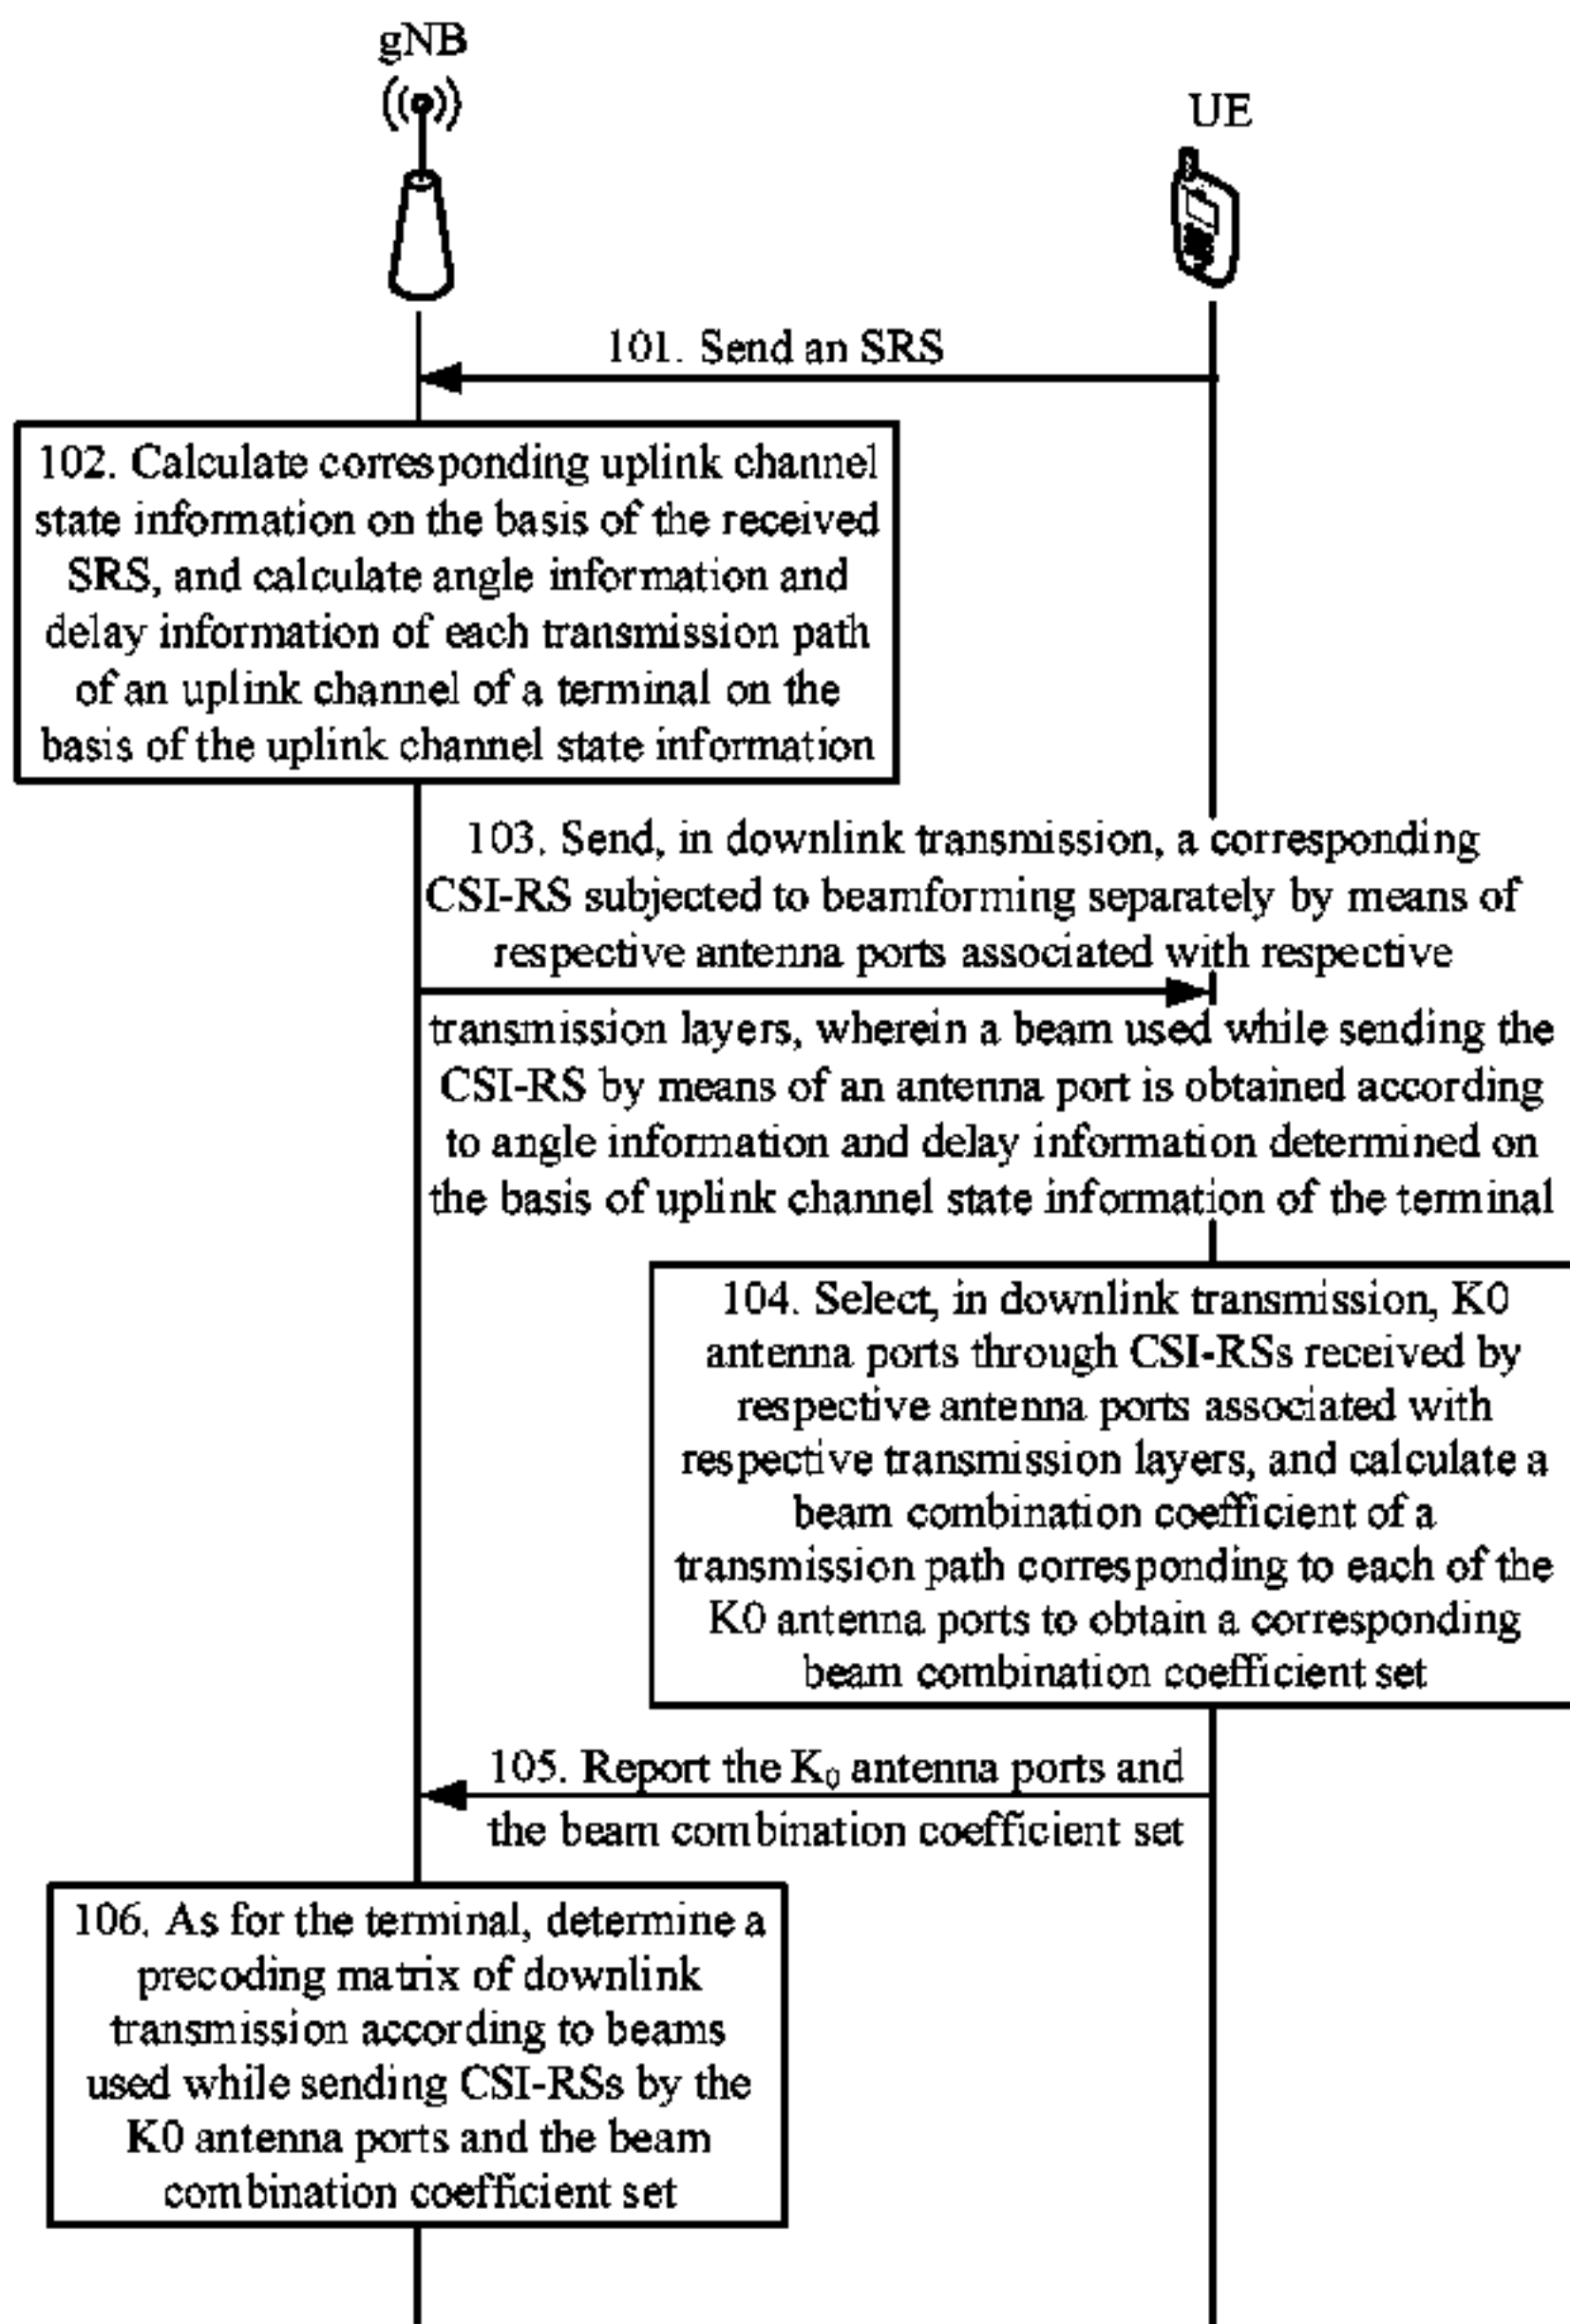 gNB
UE
101. Send an SRS
102. Calculate corresponding uplink channel
state information on the basis of the received
SRS, and calculate angle information and
delay information of each transmission path
of an uplink channel of a terminal on the
basis of the uplink channel state information
103. Send, in downlink transmission, a corresponding
CSI-RS subjected to beamforming separately by means of
respective antenna ports associated with respective
transmission layers, wherein a beam used while sending the
CSI-RS by means of an antenna port is obtained according
to angle information and delay information determined on
the basis of uplink channel state information of the terminal
104. Select, in downlink transmission, K0
antenna ports through CSI-RSs received by
respective antenna ports associated with
respective transmission layers, and calculate a
beam combination coefficient of a
transmission path corresponding to each of the
K0 antenna ports to obtain a corresponding
beam combination coefficient set
105. Report the K₀ antenna ports and
the beam combination coefficient set
106. As for the terminal, determine a
precoding matrix of downlink
transmission according to beams
used while sending CSI-RSs by the
K0 antenna ports and the beam
combination coefficient set